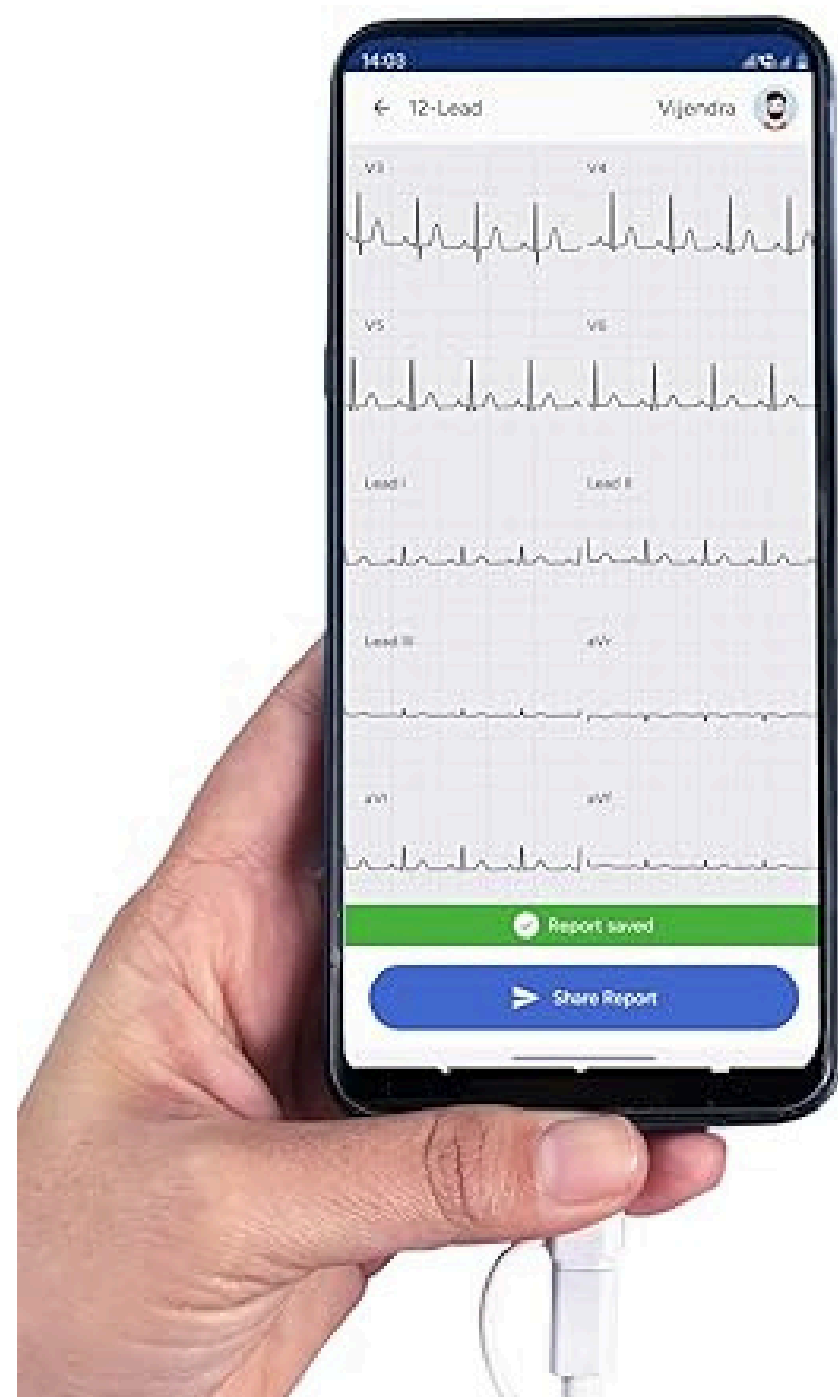 14:03
12-Lead Vijendra
V3 V4
V5 V6
Lead I Lead II
Lead III aVr
aVl aVf
Report saved
Share Report